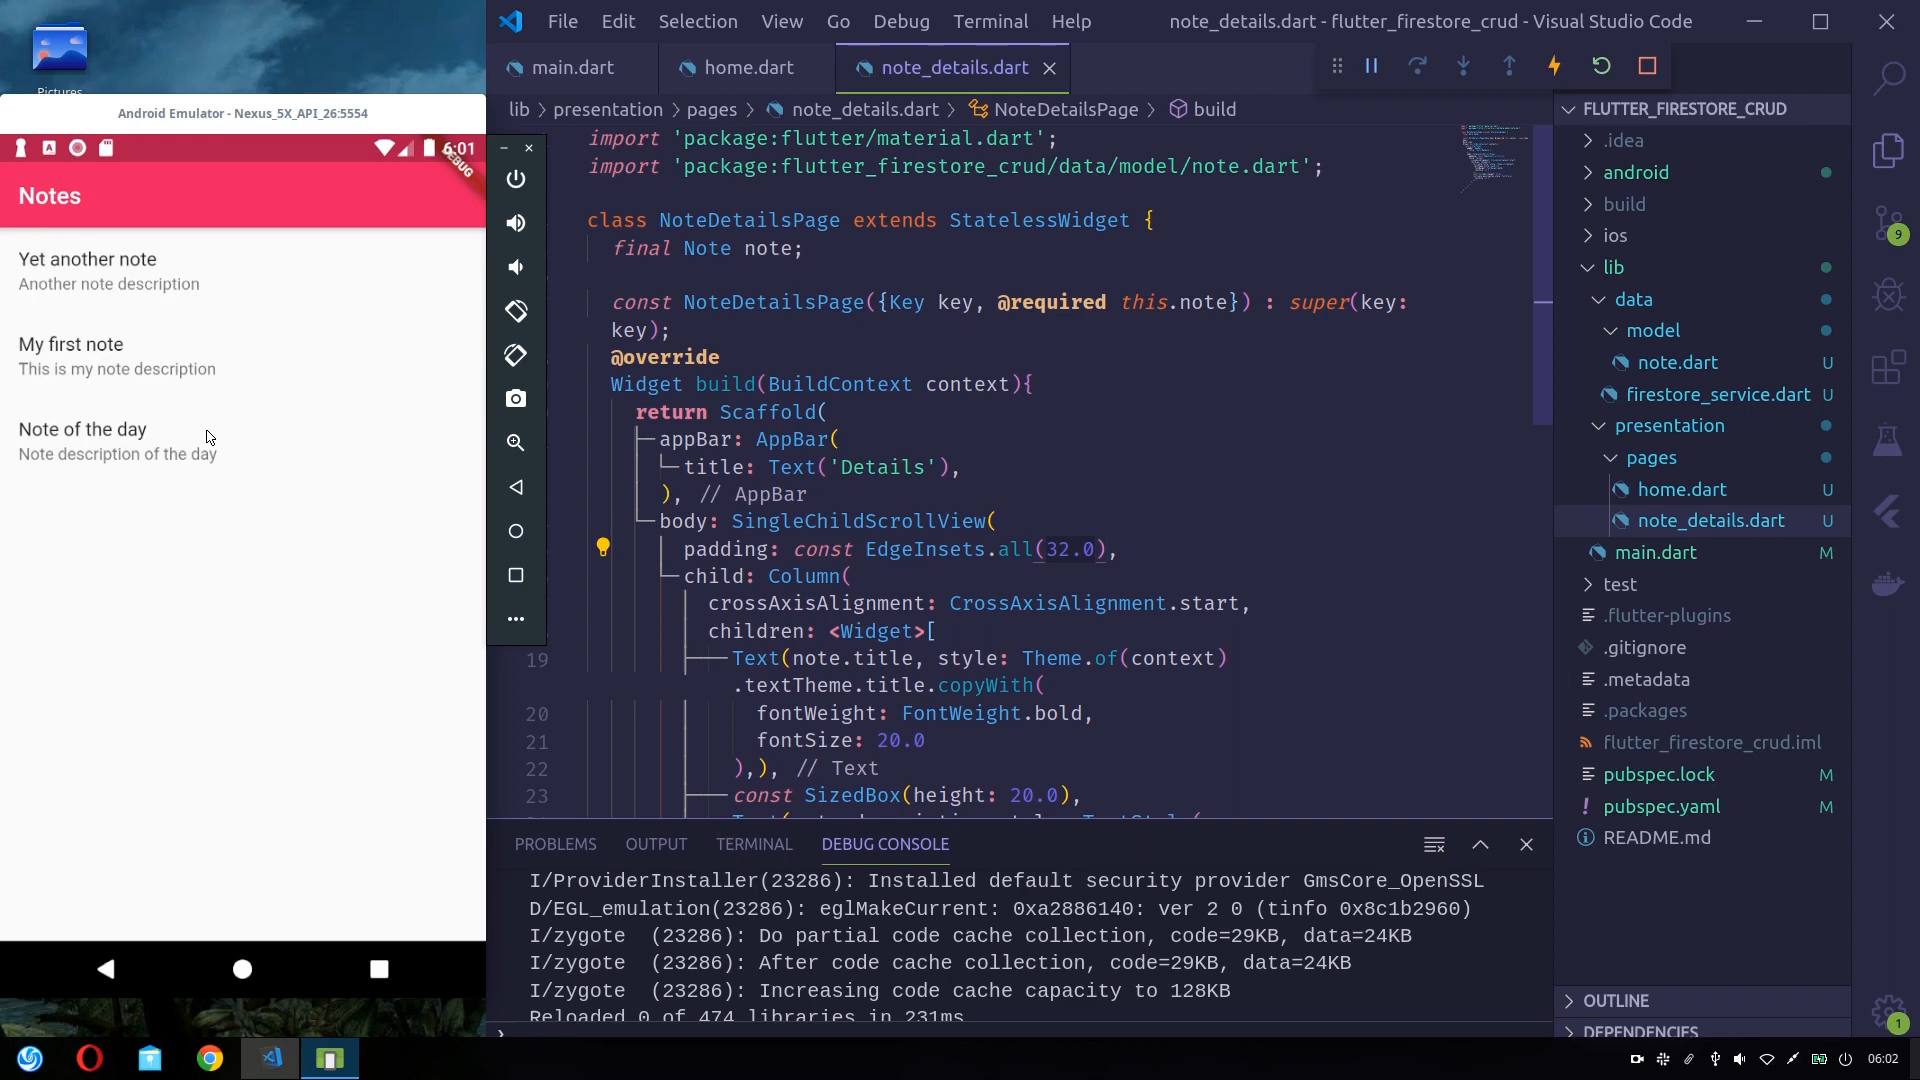 Pictures
Android Emulator - Nexus_5X_API_26:5554
6:01
DEBUG
Notes
Yet another note
Another note description
My first note
This is my note description
Note of the day
Note description of the day
File Edit Selection View Go Debug Terminal Help
note_details.dart - flutter_firestore_crud - Visual Studio Code
main.dart
home.dart
note_details.dart
lib > presentation > pages > note_details.dart > NoteDetailsPage > build
import 'package:flutter/material.dart';
import 'package:flutter_firestore_crud/data/model/note.dart';
class NoteDetailsPage extends StatelessWidget {
final Note note;
const NoteDetailsPage({Key key, @required this.note}) : super(key:
key);
@override
Widget build(BuildContext context){
return Scaffold(
appBar: AppBar(
title: Text('Details'),
), // AppBar
body: SingleChildScrollView(
padding: const EdgeInsets.all(32.0),
child: Column(
crossAxisAlignment: CrossAxisAlignment.start,
children: <Widget>[
19 Text(note.title, style: Theme.of(context)
.textTheme.title.copyWith(
20 fontWeight: FontWeight.bold,
21 fontSize: 20.0
22 ),), // Text
23 const SizedBox(height: 20.0),
PROBLEMS OUTPUT TERMINAL DEBUG CONSOLE
I/ProviderInstaller(23286): Installed default security provider GmsCore_OpenSSL
D/EGL_emulation(23286): eglMakeCurrent: 0xa2886140: ver 2 0 (tinfo 0x8c1b2960)
I/zygote  (23286): Do partial code cache collection, code=29KB, data=24KB
I/zygote  (23286): After code cache collection, code=29KB, data=24KB
I/zygote  (23286): Increasing code cache capacity to 128KB
Reloaded 0 of 474 libraries in 231ms.
FLUTTER_FIRESTORE_CRUD
.idea
android
build
ios
lib
data
model
note.dart U
firestore_service.dart U
presentation
pages
home.dart U
note_details.dart U
main.dart M
test
.flutter-plugins
.gitignore
.metadata
.packages
flutter_firestore_crud.iml
pubspec.lock M
pubspec.yaml M
README.md
OUTLINE
DEPENDENCIES
9
1
06:02